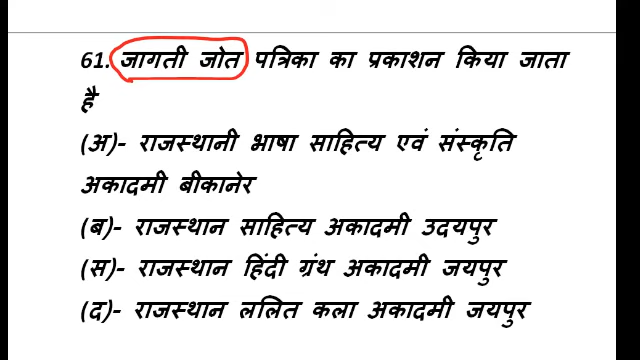 61. जागती जोत पत्रिका का प्रकाशन किया जाता
है
(अ)- राजस्थानी भाषा साहित्य एवं संस्कृति
अकादमी बीकानेर
(ब)- राजस्थान साहित्य अकादमी उदयपुर
(स)- राजस्थान हिंदी ग्रंथ अकादमी जयपुर
(द)- राजस्थान ललित कला अकादमी जयपुर